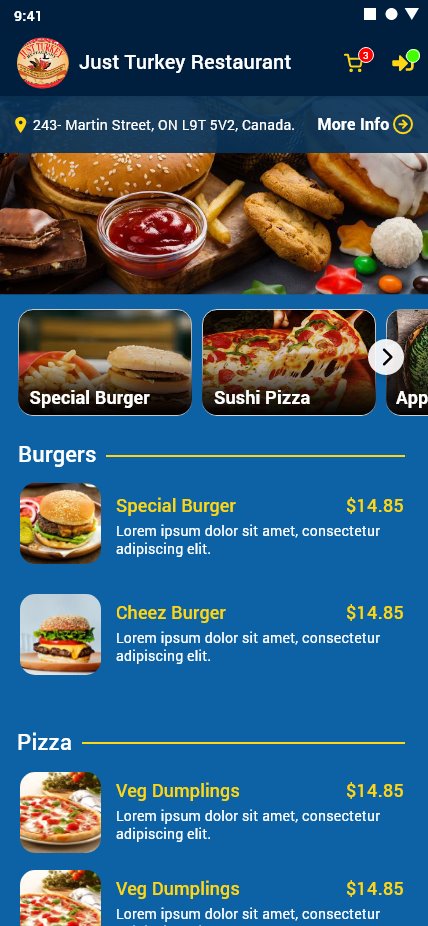 9:41
JUST TURKEY
Just Turkey Restaurant
3
243- Martin Street, ON L9T 5V2, Canada.
More Info
Special Burger
Sushi Pizza
App
Burgers
Special Burger
$14.85
Lorem ipsum dolor sit amet, consectetur
adipiscing elit.
Cheez Burger
$14.85
Lorem ipsum dolor sit amet, consectetur
adipiscing elit.
Pizza
Veg Dumplings
$14.85
Lorem ipsum dolor sit amet, consectetur
adipiscing elit.
Veg Dumplings
$14.85
Lorem ipsum dolor sit amet, consectetur